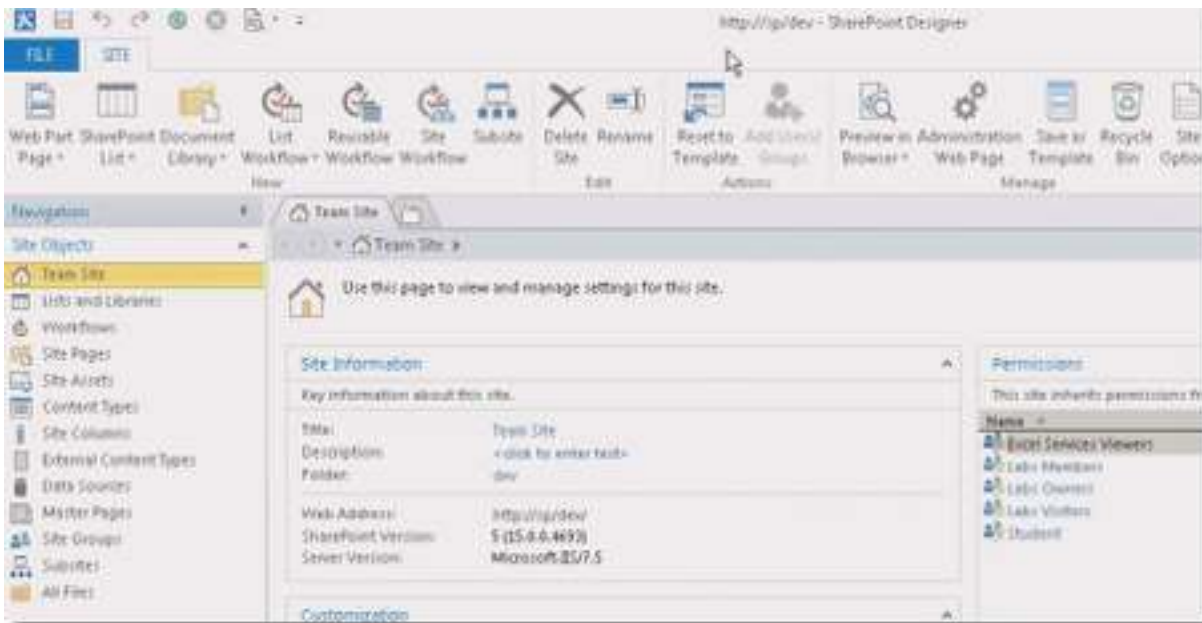 http://sp/dev - SharePoint Designer
FILE SITE
Web Part Page
SharePoint List
Document Library
List Workflow
Reusable Workflow
Site Workflow
Subsite
Delete Site
Rename
Reset to Template
Add Users/ Groups
Preview in Browser
Administration Web Page
Save as Template
Recycle Bin
Site
New Edit Actions Manage
Navigation
Team Site
Site Objects
Team Site
Team Site
Lists and Libraries
Workflows
Site Pages
Site Assets
Content Types
Site Columns
External Content Types
Data Sources
Master Pages
Site Groups
Subsites
All Files
Use this page to view and manage settings for this site.
Site Information
Key information about this site.
Title: Team Site
Description: <click to enter text>
Folder: dev
Web Address: http://sp/dev/
SharePoint Version: 5 (15.0.0.4693)
Server Version: Microsoft-IIS/7.5
Customization
Permissions
This site inherits permissions
Name
Excel Services Viewers
Labs Members
Labs Owners
Labs Visitors
Student